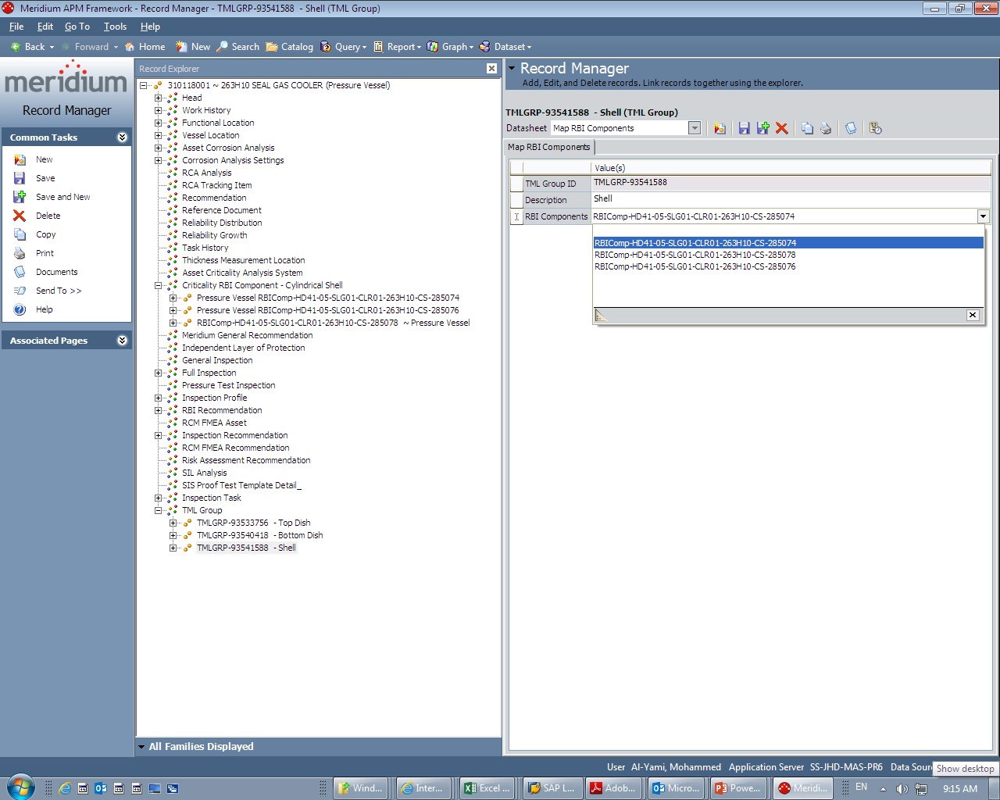 Meridium APM Framework - Record Manager - TMLGRP-93541588  - Shell (TML Group)
File Edit Go To Tools Help
Back Forward Home New Search Catalog Query Report Graph Dataset
meridium
Record Manager
Common Tasks
New
Save
Save and New
Delete
Copy
Print
Documents
Send To >>
Help
Associated Pages
Record Explorer
310118001 ~ 263H10 SEAL GAS COOLER (Pressure Vessel)
Head
Work History
Functional Location
Vessel Location
Asset Corrosion Analysis
Corrosion Analysis Settings
RCA Analysis
RCA Tracking Item
Recommendation
Reference Document
Reliability Distribution
Reliability Growth
Task History
Thickness Measurement Location
Asset Criticality Analysis System
Criticality RBI Component - Cylindrical Shell
Pressure Vessel RBIComp-HD41-05-SLG01-CLR01-263H10-CS-285074
Pressure Vessel RBIComp-HD41-05-SLG01-CLR01-263H10-CS-285076
RBIComp-HD41-05-SLG01-CLR01-263H10-CS-285078  ~ Pressure Vessel
Meridium General Recommendation
Independent Layer of Protection
General Inspection
Full Inspection
Pressure Test Inspection
Inspection Profile
RBI Recommendation
RCM FMEA Asset
Inspection Recommendation
RCM FMEA Recommendation
Risk Assessment Recommendation
SIL Analysis
SIS Proof Test Template Detail_
Inspection Task
TML Group
TMLGRP-93533756  - Top Dish
TMLGRP-93540418  - Bottom Dish
TMLGRP-93541588  - Shell
All Families Displayed
Record Manager
Add, Edit, and Delete records. Link records together using the explorer.
TMLGRP-93541588  - Shell (TML Group)
Datasheet Map RBI Components
Map RBI Components
Value(s)
TML Group ID TMLGRP-93541588
Description Shell
RBI Components RBIComp-HD41-05-SLG01-CLR01-263H10-CS-285074
RBIComp-HD41-05-SLG01-CLR01-263H10-CS-285074
RBIComp-HD41-05-SLG01-CLR01-263H10-CS-285078
RBIComp-HD41-05-SLG01-CLR01-263H10-CS-285076
User Al-Yami, Mohammed Application Server SS-JHD-MAS-PR6 Data Sour
Show desktop
Wind... Inter... Excel ... SAP L... Adob... Micro... Powe... Meridi... EN 9:15 AM